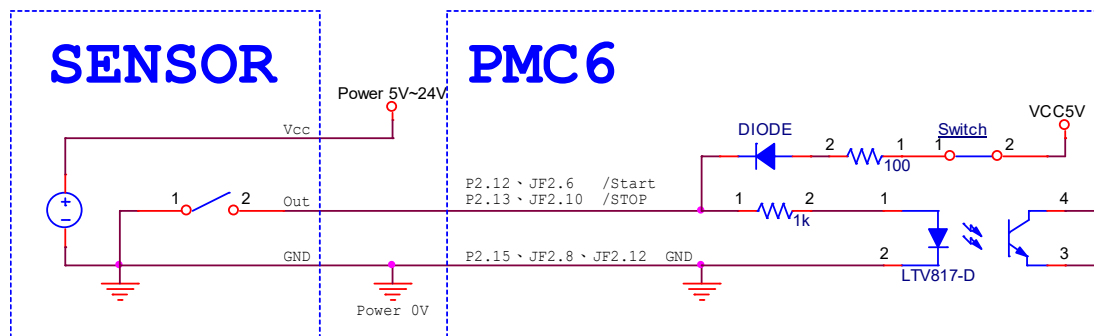 SENSOR
PMC6
Power 5V~24V
VCC5V
Vcc
DIODE
2
1
100
1
Switch
2
1
2
Out
P2.12、JF2.6 /Start
P2.13、JF2.10 /STOP
1
2
1k
1
4
GND
P2.15、JF2.8、JF2.12 GND
2
3
LTV817-D
Power 0V